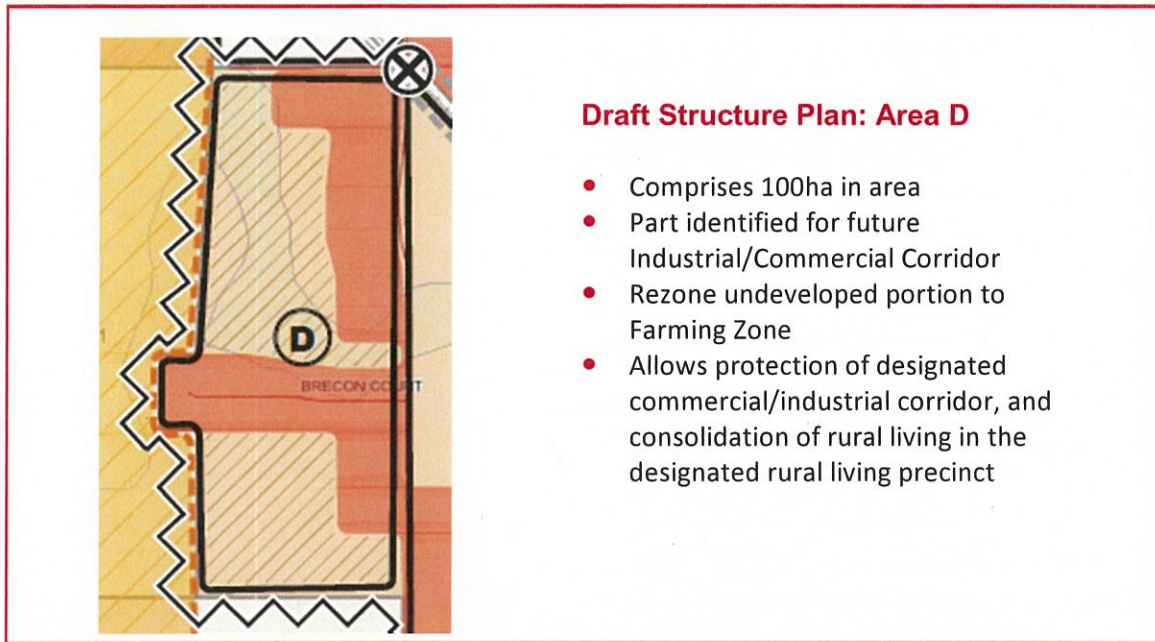 D
BRECON COURT
Draft Structure Plan: Area D
• Comprises 100ha in area
• Part identified for future
Industrial/Commercial Corridor
• Rezone undeveloped portion to
Farming Zone
• Allows protection of designated
commercial/industrial corridor, and
consolidation of rural living in the
designated rural living precinct